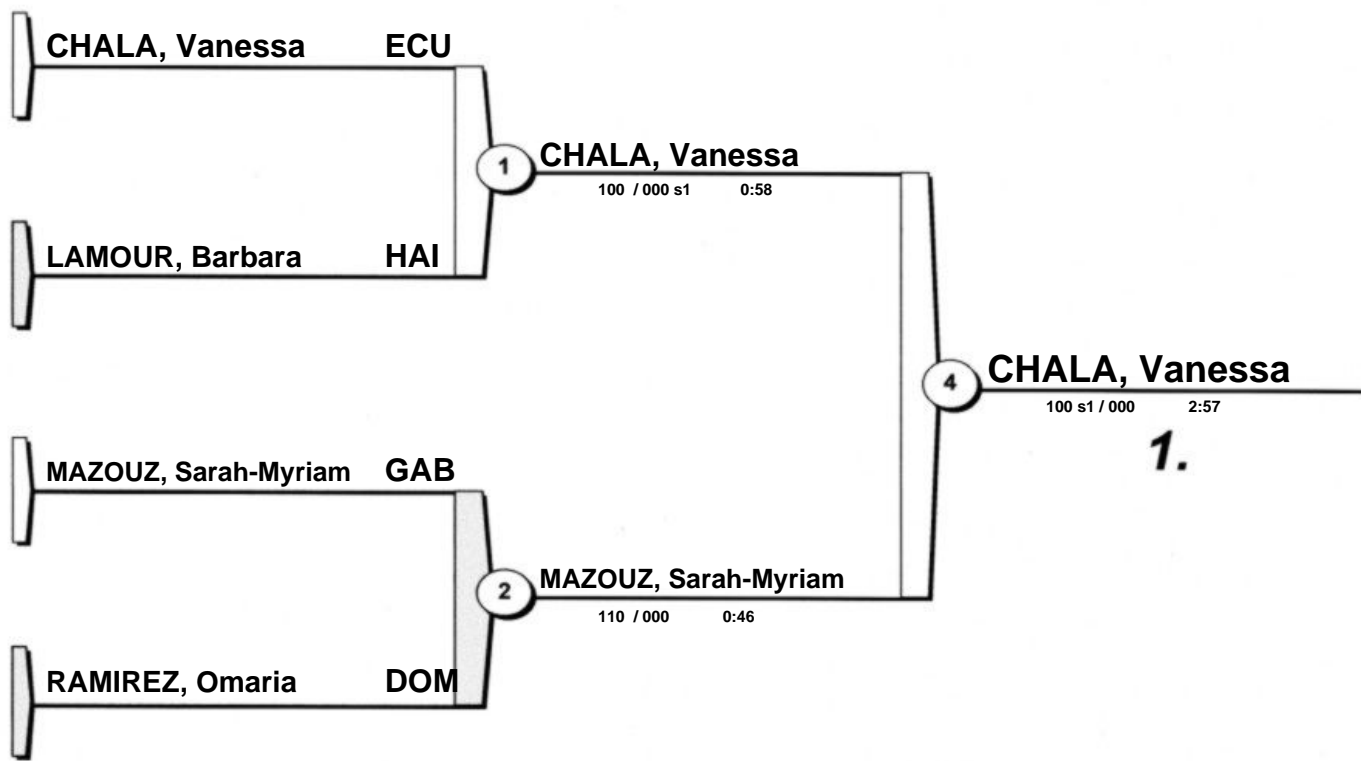 CHALA, Vanessa ECU
1
CHALA, Vanessa
100 / 000 s1 0:58
LAMOUR, Barbara HAI
4
CHALA, Vanessa
100 s1 / 000 2:57
1.
MAZOUZ, Sarah-Myriam GAB
2
MAZOUZ, Sarah-Myriam
110 / 000 0:46
RAMIREZ, Omaria DOM